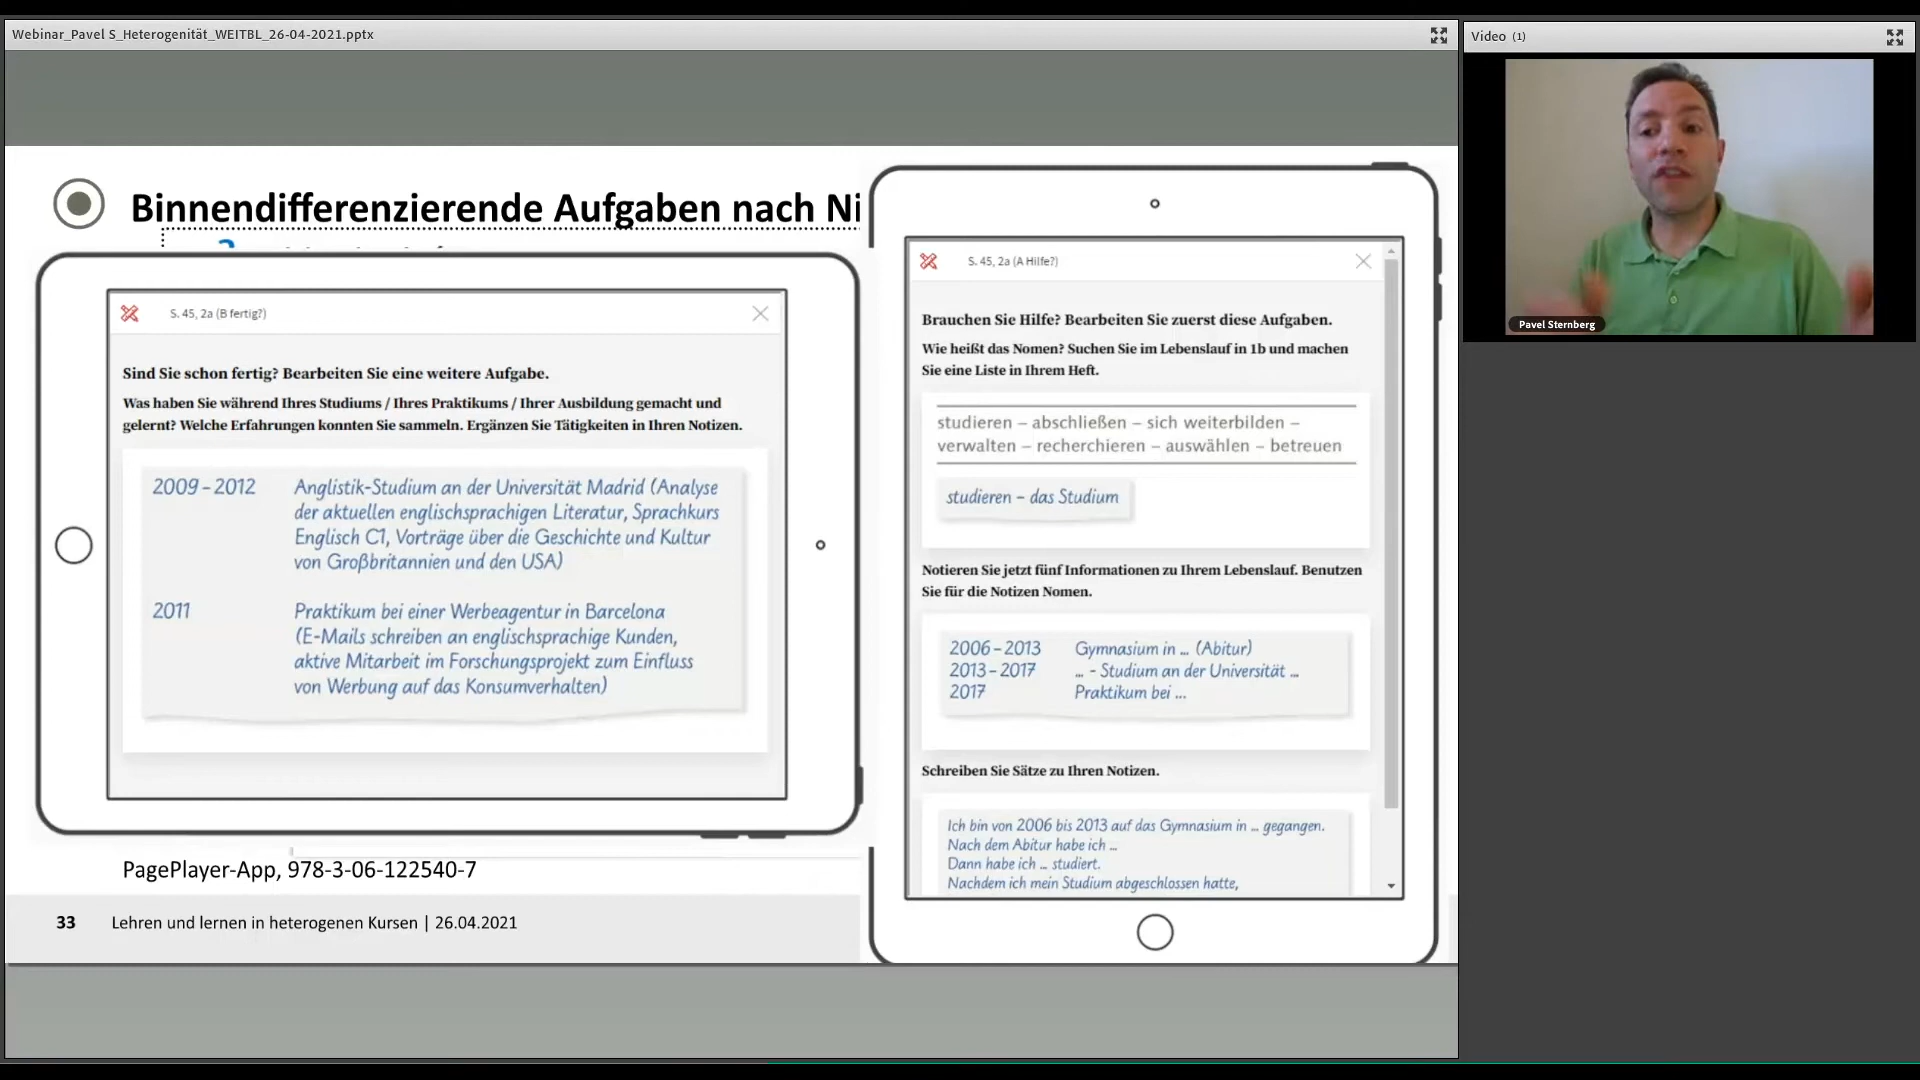 Webinar_Pavel S_Heterogenität_WEITBL_26-04-2021.pptx
Video (1)
Pavel Sternberg
Binnendifferenzierende Aufgaben nach Ni
S. 45, 2a (B fertig?)
Sind Sie schon fertig? Bearbeiten Sie eine weitere Aufgabe.
Was haben Sie während Ihres Studiums / Ihres Praktikums / Ihrer Ausbildung gemacht und
gelernt? Welche Erfahrungen konnten Sie sammeln. Ergänzen Sie Tätigkeiten in Ihren Notizen.
2009 – 2012 Anglistik-Studium an der Universität Madrid (Analyse
der aktuellen englischsprachigen Literatur, Sprachkurs
Englisch C1, Vorträge über die Geschichte und Kultur
von Großbritannien und den USA)
2011 Praktikum bei einer Werbeagentur in Barcelona
(E-Mails schreiben an englischsprachige Kunden,
aktive Mitarbeit im Forschungsprojekt zum Einfluss
von Werbung auf das Konsumverhalten)
S. 45, 2a (A Hilfe?)
Brauchen Sie Hilfe? Bearbeiten Sie zuerst diese Aufgaben.
Wie heißt das Nomen? Suchen Sie im Lebenslauf in 1b und machen
Sie eine Liste in Ihrem Heft.
studieren – abschließen – sich weiterbilden –
verwalten – recherchieren – auswählen – betreuen
studieren – das Studium
Notieren Sie jetzt fünf Informationen zu Ihrem Lebenslauf. Benutzen
Sie für die Notizen Nomen.
2006 – 2013 Gymnasium in ... (Abitur)
2013 – 2017 ... - Studium an der Universität ...
2017 Praktikum bei ...
Schreiben Sie Sätze zu Ihren Notizen.
Ich bin von 2006 bis 2013 auf das Gymnasium in ... gegangen.
Nach dem Abitur habe ich ...
Dann habe ich ... studiert.
Nachdem ich mein Studium abgeschlossen hatte,
PagePlayer-App, 978-3-06-122540-7
33 Lehren und lernen in heterogenen Kursen | 26.04.2021